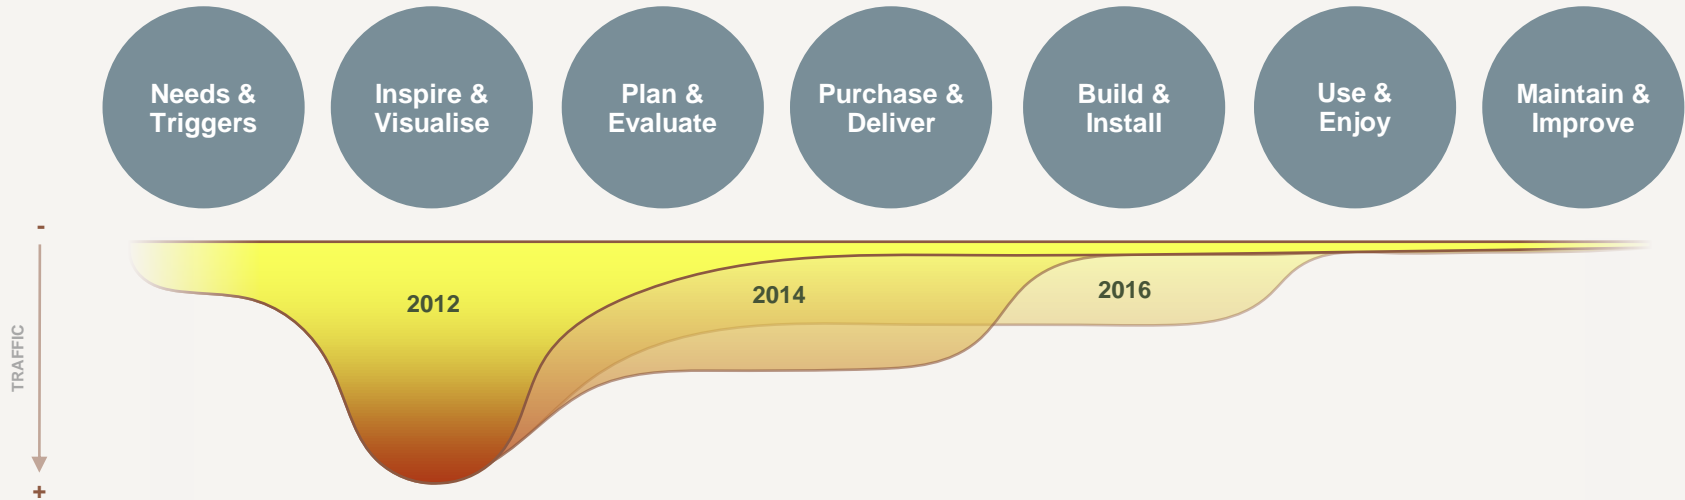 Needs &
Triggers
Inspire &
Visualise
Plan &
Evaluate
Purchase &
Deliver
Build &
Install
Use &
Enjoy
Maintain &
Improve
-
TRAFFIC
+
2012
2014
2016